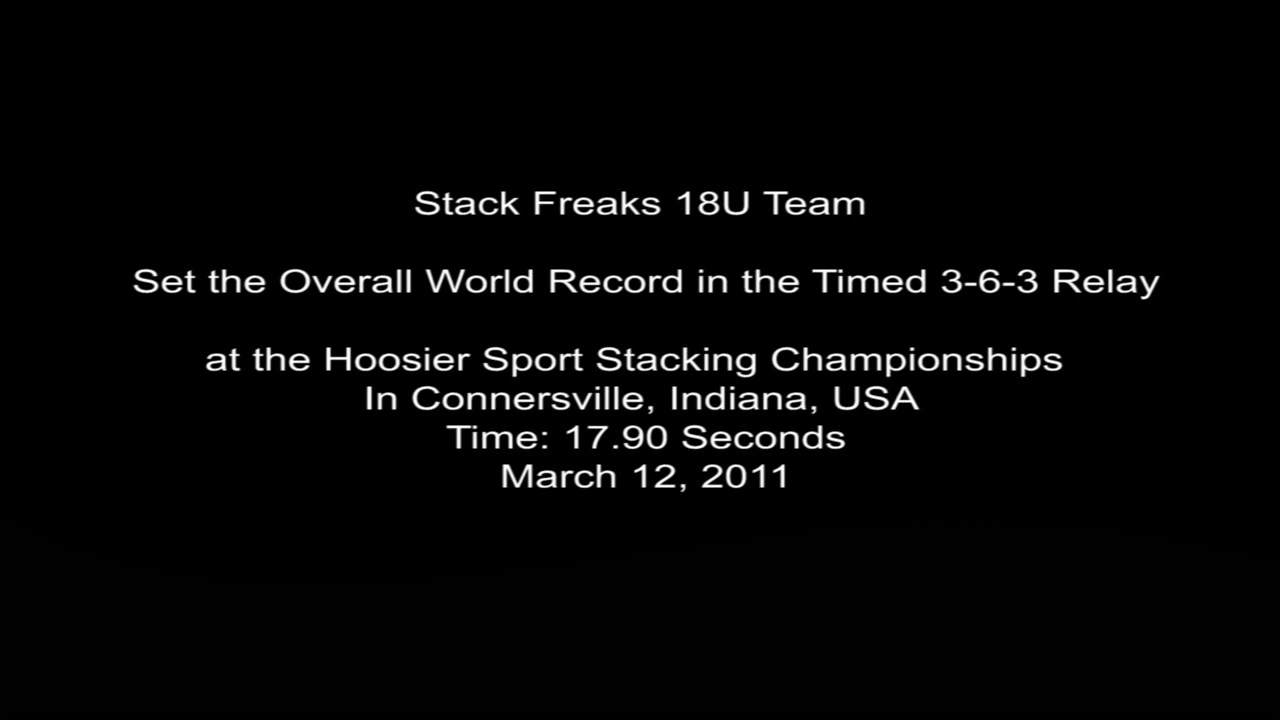 Stack Freaks 18U Team
Set the Overall World Record in the Timed 3-6-3 Relay
at the Hoosier Sport Stacking Championships
In Connersville, Indiana, USA
Time: 17.90 Seconds
March 12, 2011